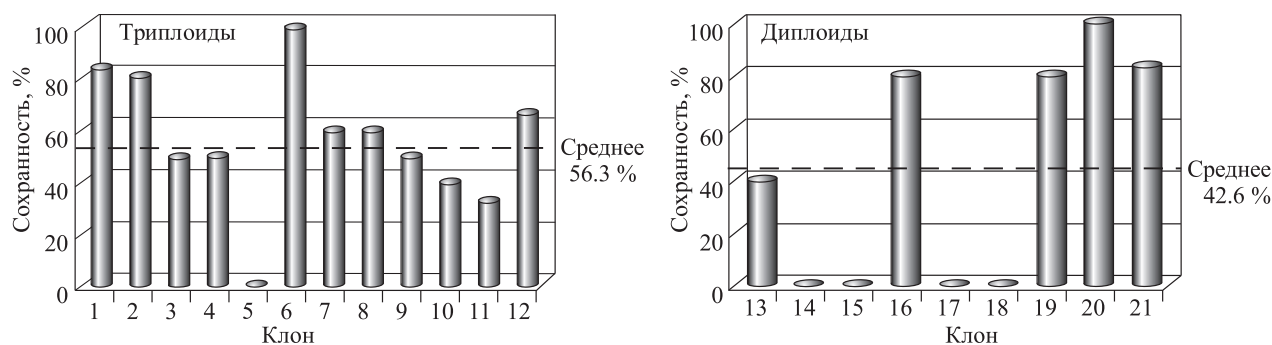 Триплоиды
Сохранность, %
100
80
60
40
20
0
1 2 3 4 5 6 7 8 9 10 11 12
Клон
Среднее
56.3 %
Диплоиды
Сохранность, %
100
80
60
40
20
0
13 14 15 16 17 18 19 20 21
Клон
Среднее
42.6 %